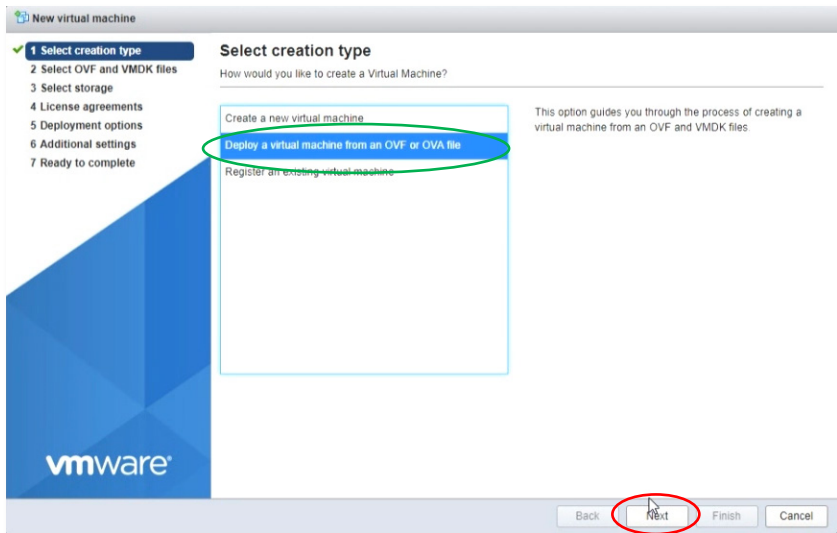 New virtual machine
1 Select creation type
2 Select OVF and VMDK files
3 Select storage
4 License agreements
5 Deployment options
6 Additional settings
7 Ready to complete
vmware
Select creation type
How would you like to create a Virtual Machine?
Create a new virtual machine
Deploy a virtual machine from an OVF or OVA file
Register an existing virtual machine
This option guides you through the process of creating a
virtual machine from an OVF and VMDK files
Back
Next
Finish
Cancel